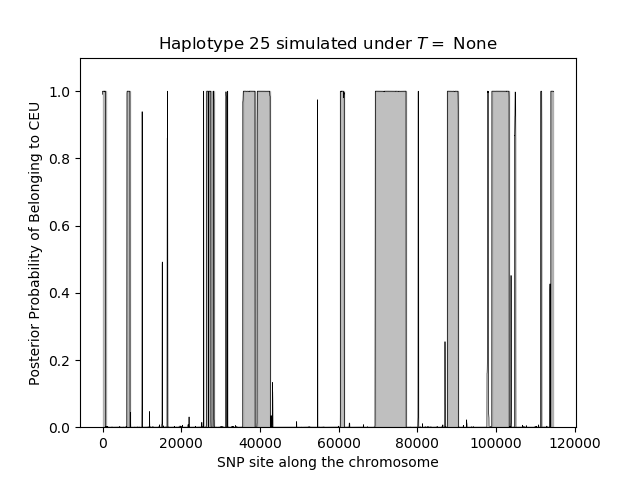 Haplotype 25 simulated under T = None
Posterior Probability of Belonging to CEU
1.0
0.8
0.6
0.4
0.2
0.0
0 20000 40000 60000 80000 100000 120000
SNP site along the chromosome